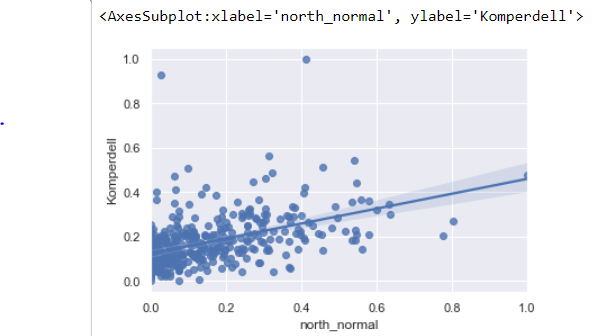 <AxesSubplot:xlabel='north_normal', ylabel='Komperdell'>
1.0
0.8
0.6
0.4
0.2
0.0
Komperdell
0.0 0.2 0.4 0.6 0.8 1.0
north_normal